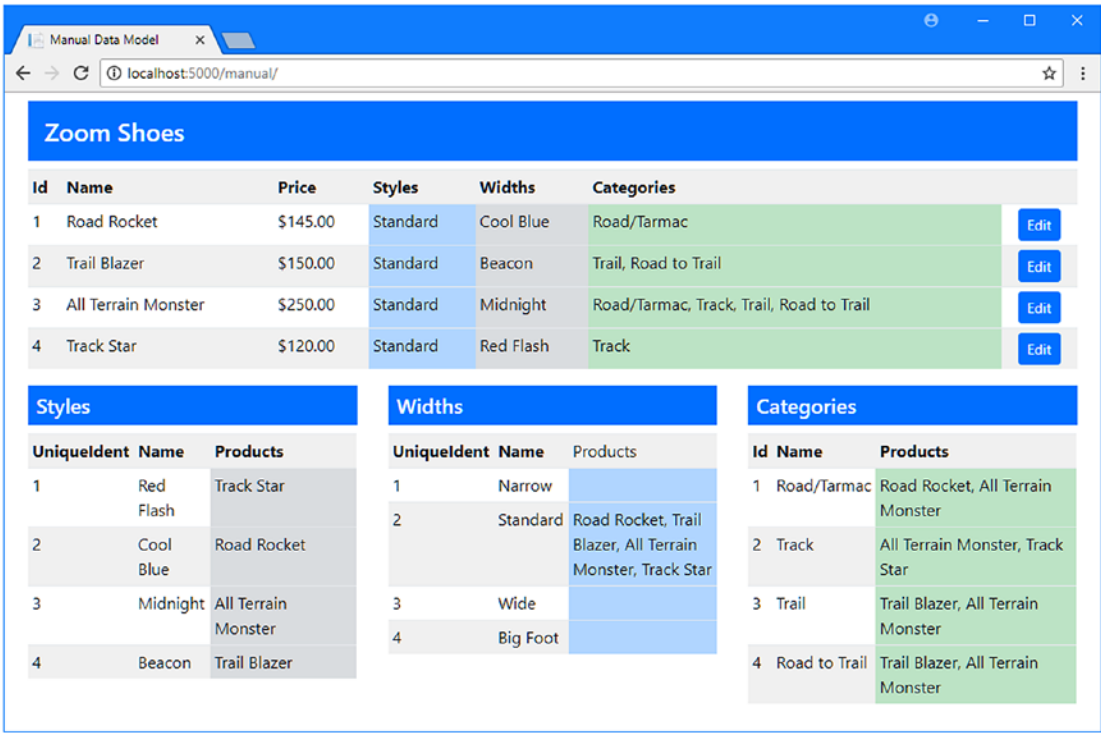 Manual Data Model
localhost:5000/manual/
Zoom Shoes
Id Name Price Styles Widths Categories
1 Road Rocket $145.00 Standard Cool Blue Road/Tarmac Edit
2 Trail Blazer $150.00 Standard Beacon Trail, Road to Trail Edit
3 All Terrain Monster $250.00 Standard Midnight Road/Tarmac, Track, Trail, Road to Trail Edit
4 Track Star $120.00 Standard Red Flash Track Edit
Styles
UniqueIdent Name Products
1 Red Track Star
Flash
2 Cool Road Rocket
Blue
3 Midnight All Terrain
Monster
4 Beacon Trail Blazer
Widths
UniqueIdent Name Products
1 Narrow
2 Standard Road Rocket, Trail
Blazer, All Terrain
Monster, Track Star
3 Wide
4 Big Foot
Categories
Id Name Products
1 Road/Tarmac Road Rocket, All Terrain
Monster
2 Track All Terrain Monster, Track
Star
3 Trail Trail Blazer, All Terrain
Monster
4 Road to Trail Trail Blazer, All Terrain
Monster